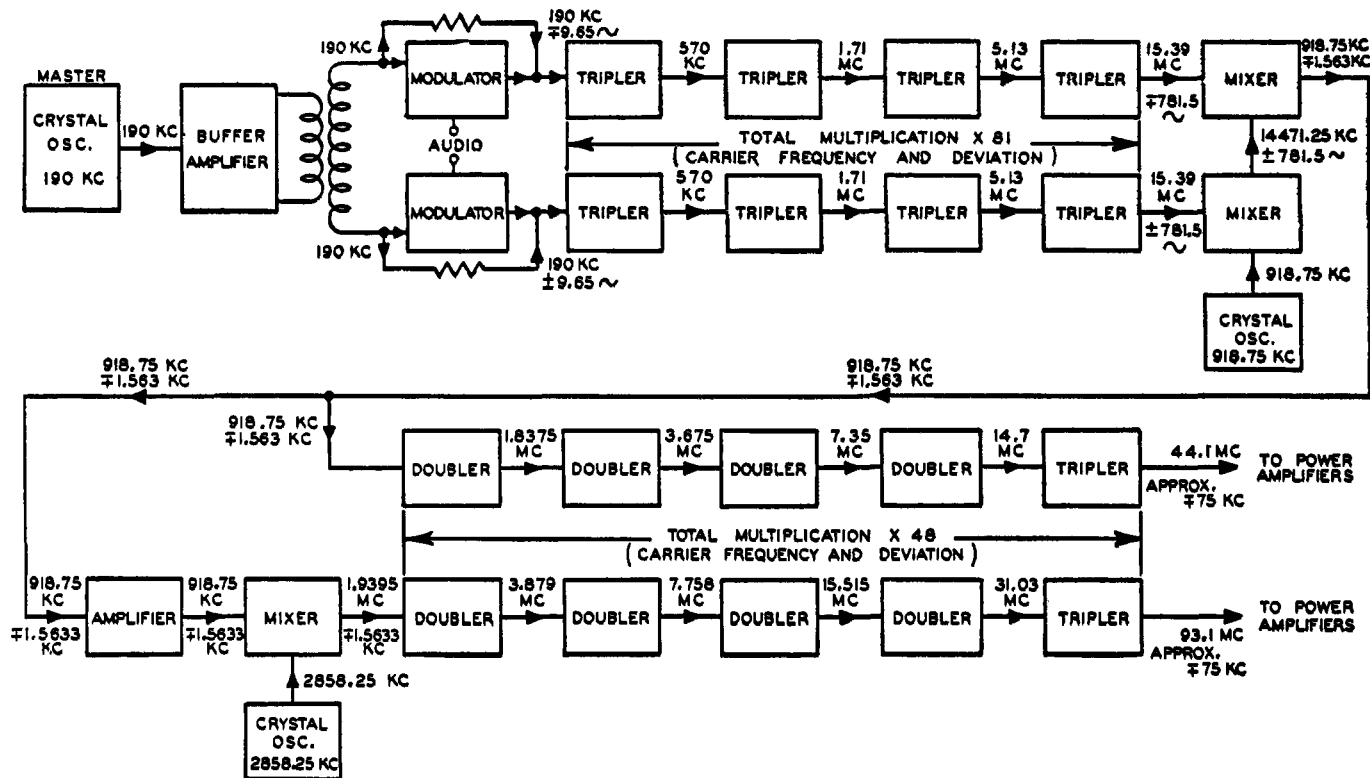 MASTER
CRYSTAL
OSC.
190 KC
190 KC
BUFFER
AMPLIFIER
190 KC
MODULATOR
190 KC
∓9.65∼
AUDIO
MODULATOR
190 KC
190 KC
±9.65∼
TRIPLER
570
KC
TRIPLER
1.71
MC
TRIPLER
5.13
MC
TRIPLER
15.39
MC
∓781.5
∼
MIXER
918.75 KC
∓1.563KC
TOTAL MULTIPLICATION X 81
(CARRIER FREQUENCY AND DEVIATION)
14471.25 KC
±781.5∼
TRIPLER
570
KC
TRIPLER
1.71
MC
TRIPLER
5.13
MC
TRIPLER
15.39
MC
±781.5
∼
MIXER
918.75 KC
CRYSTAL
OSC.
918.75 KC
918.75 KC
∓1.563 KC
918.75 KC
∓1.563 KC
918.75 KC
∓1.563 KC
DOUBLER
1.8375
MC
DOUBLER
3.675
MC
DOUBLER
7.35
MC
DOUBLER
14.7
MC
TRIPLER
44.1 MC
APPROX.
∓75 KC
TO POWER
AMPLIFIERS
TOTAL MULTIPLICATION X 48
(CARRIER FREQUENCY AND DEVIATION)
918.75
KC
∓1.5633
KC
AMPLIFIER
918.75
KC
∓1.5633
KC
MIXER
1.9395
MC
∓1.5633
KC
DOUBLER
3.879
MC
DOUBLER
7.758
MC
DOUBLER
15.515
MC
DOUBLER
31.03
MC
TRIPLER
93.1 MC
APPROX.
∓75 KC
TO POWER
AMPLIFIERS
2858.25 KC
CRYSTAL
OSC.
2858.25 KC